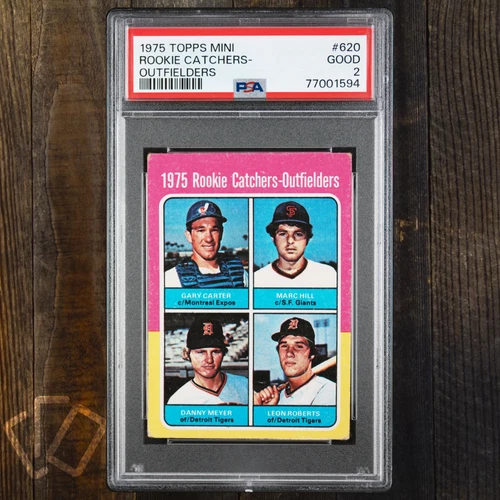 1975 TOPPS MINI #620
ROOKIE CATCHERS- GOOD
OUTFIELDERS 2
PSA 77001594
1975 Rookie Catchers-Outfielders
GARY CARTER
c/Montreal Expos
MARC HILL
c/S.F. Giants
DANNY MEYER
of/Detroit Tigers
LEON ROBERTS
of/Detroit Tigers